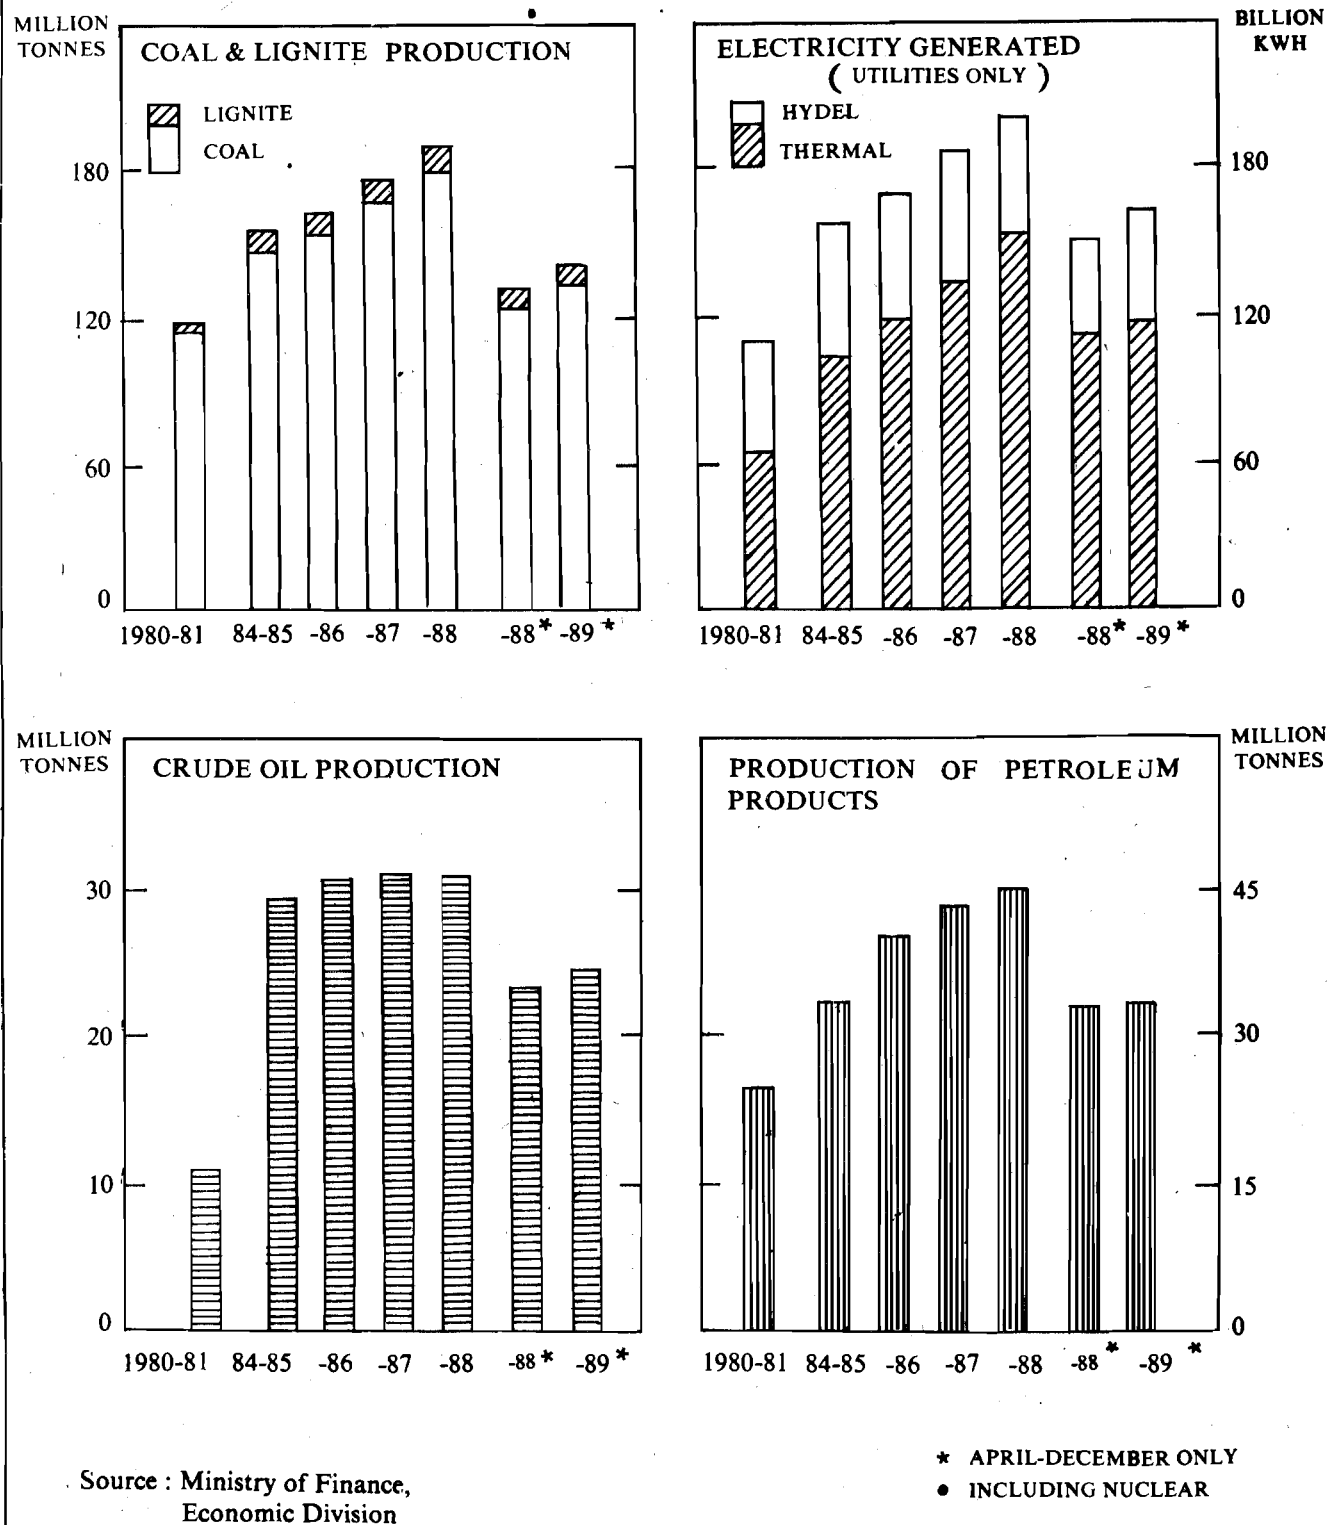 MILLION
TONNES
COAL & LIGNITE PRODUCTION
LIGNITE
COAL
180
120
60
0
1980-81 84-85 -86 -87 -88 -88* -89*
ELECTRICITY GENERATED
( UTILITIES ONLY )
HYDEL
THERMAL
BILLION
KWH
180
120
60
0
1980-81 84-85 -86 -87 -88 -88* -89*
MILLION
TONNES
CRUDE OIL PRODUCTION
30
20
10
0
1980-81 84-85 -86 -87 -88 -88* -89*
PRODUCTION OF PETROLEUM
PRODUCTS
MILLION
TONNES
45
30
15
0
1980-81 84-85 -86 -87 -88 -88* -89*
* APRIL-DECEMBER ONLY
• INCLUDING NUCLEAR
Source : Ministry of Finance,
Economic Division